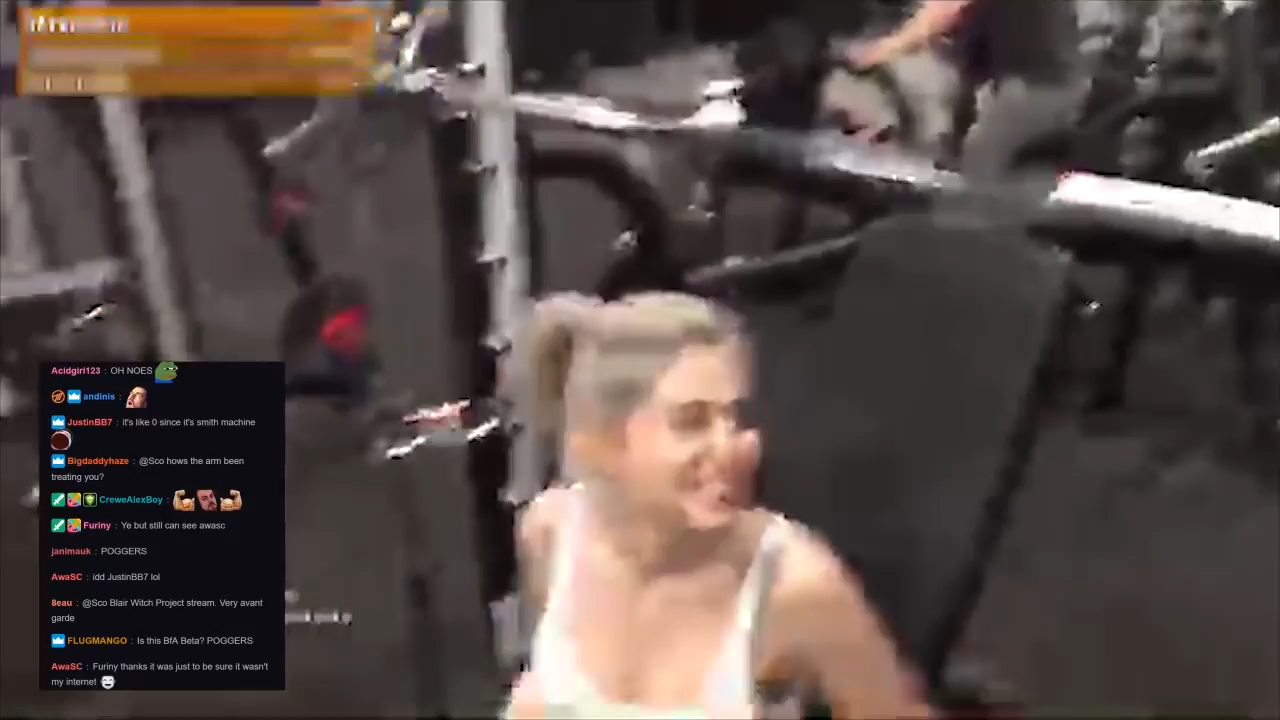 Acidgirl123 : OH NOES
andinis :
JustinBB7 : it's like 0 since it's smith machine
Bigdaddyhaze : @Sco hows the arm been
treating you?
CreweAlexBoy :
Furiny : Ye but still can see awasc
janimauk : POGGERS
AwaSC : idd JustinBB7 lol
8eau : @Sco Blair Witch Project stream. Very avant
garde
FLUGMANGO : Is this BfA Beta? POGGERS
AwaSC : Furiny thanks it was just to be sure it wasn't
my internet